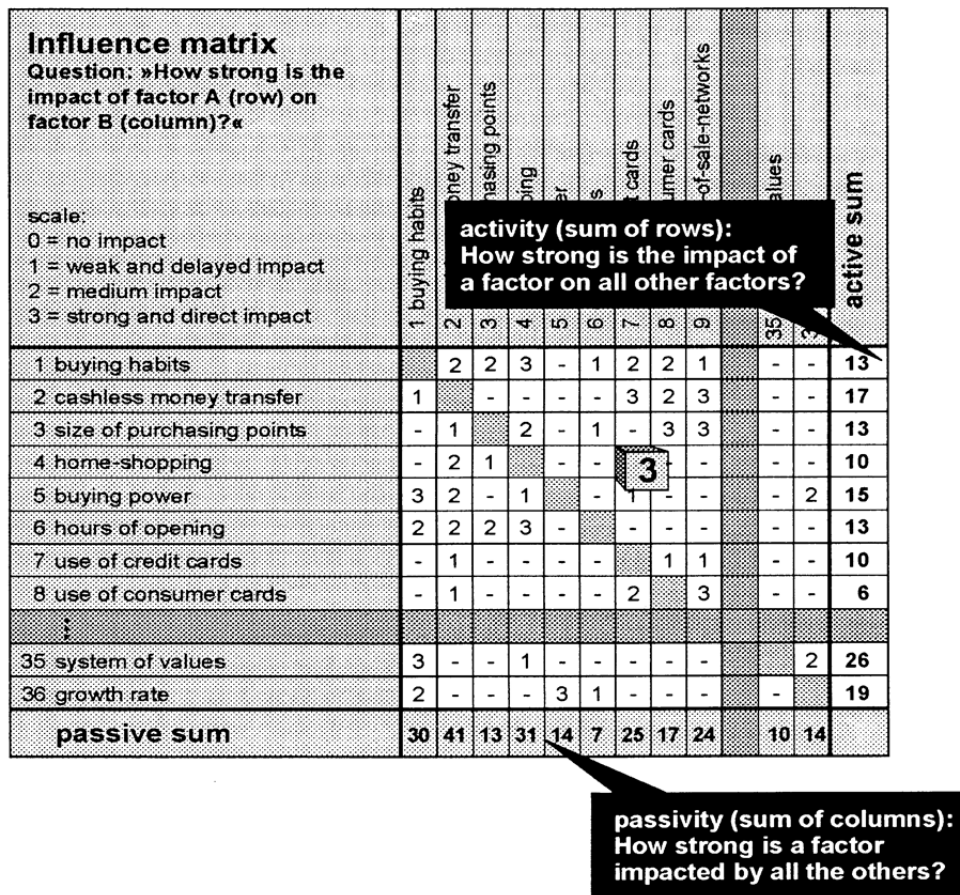 Influence matrix
Question: »How strong is the
impact of factor A (row) on
factor B (column)?«
scale:
0 = no impact
1 = weak and delayed impact
2 = medium impact
3 = strong and direct impact
1 buying habits
2 money transfer
3
4
5
6
7 cards
8 cards
9 -of-sale-networks
35
active sum
activity (sum of rows):
How strong is the impact of
a factor on all other factors?
1 buying habits 2 2 3 - 1 2 2 1 - - 13
2 cashless money transfer 1 - - - - 3 2 3 - - 17
3 size of purchasing points - 1 2 - 1 - 3 3 - - 13
4 home-shopping - 2 1 - - 3 - - - - 10
5 buying power 3 2 - 1 - 1 - - - 2 15
6 hours of opening 2 2 2 3 - - - - - - 13
7 use of credit cards - 1 - - - - 1 1 - - 10
8 use of consumer cards - 1 - - - - 2 3 - - 6
⋮
35 system of values 3 - - 1 - - - - - 2 26
36 growth rate 2 - - - 3 1 - - - - 19
passive sum 30 41 13 31 14 7 25 17 24 10 14
passivity (sum of columns):
How strong is a factor
impacted by all the others?